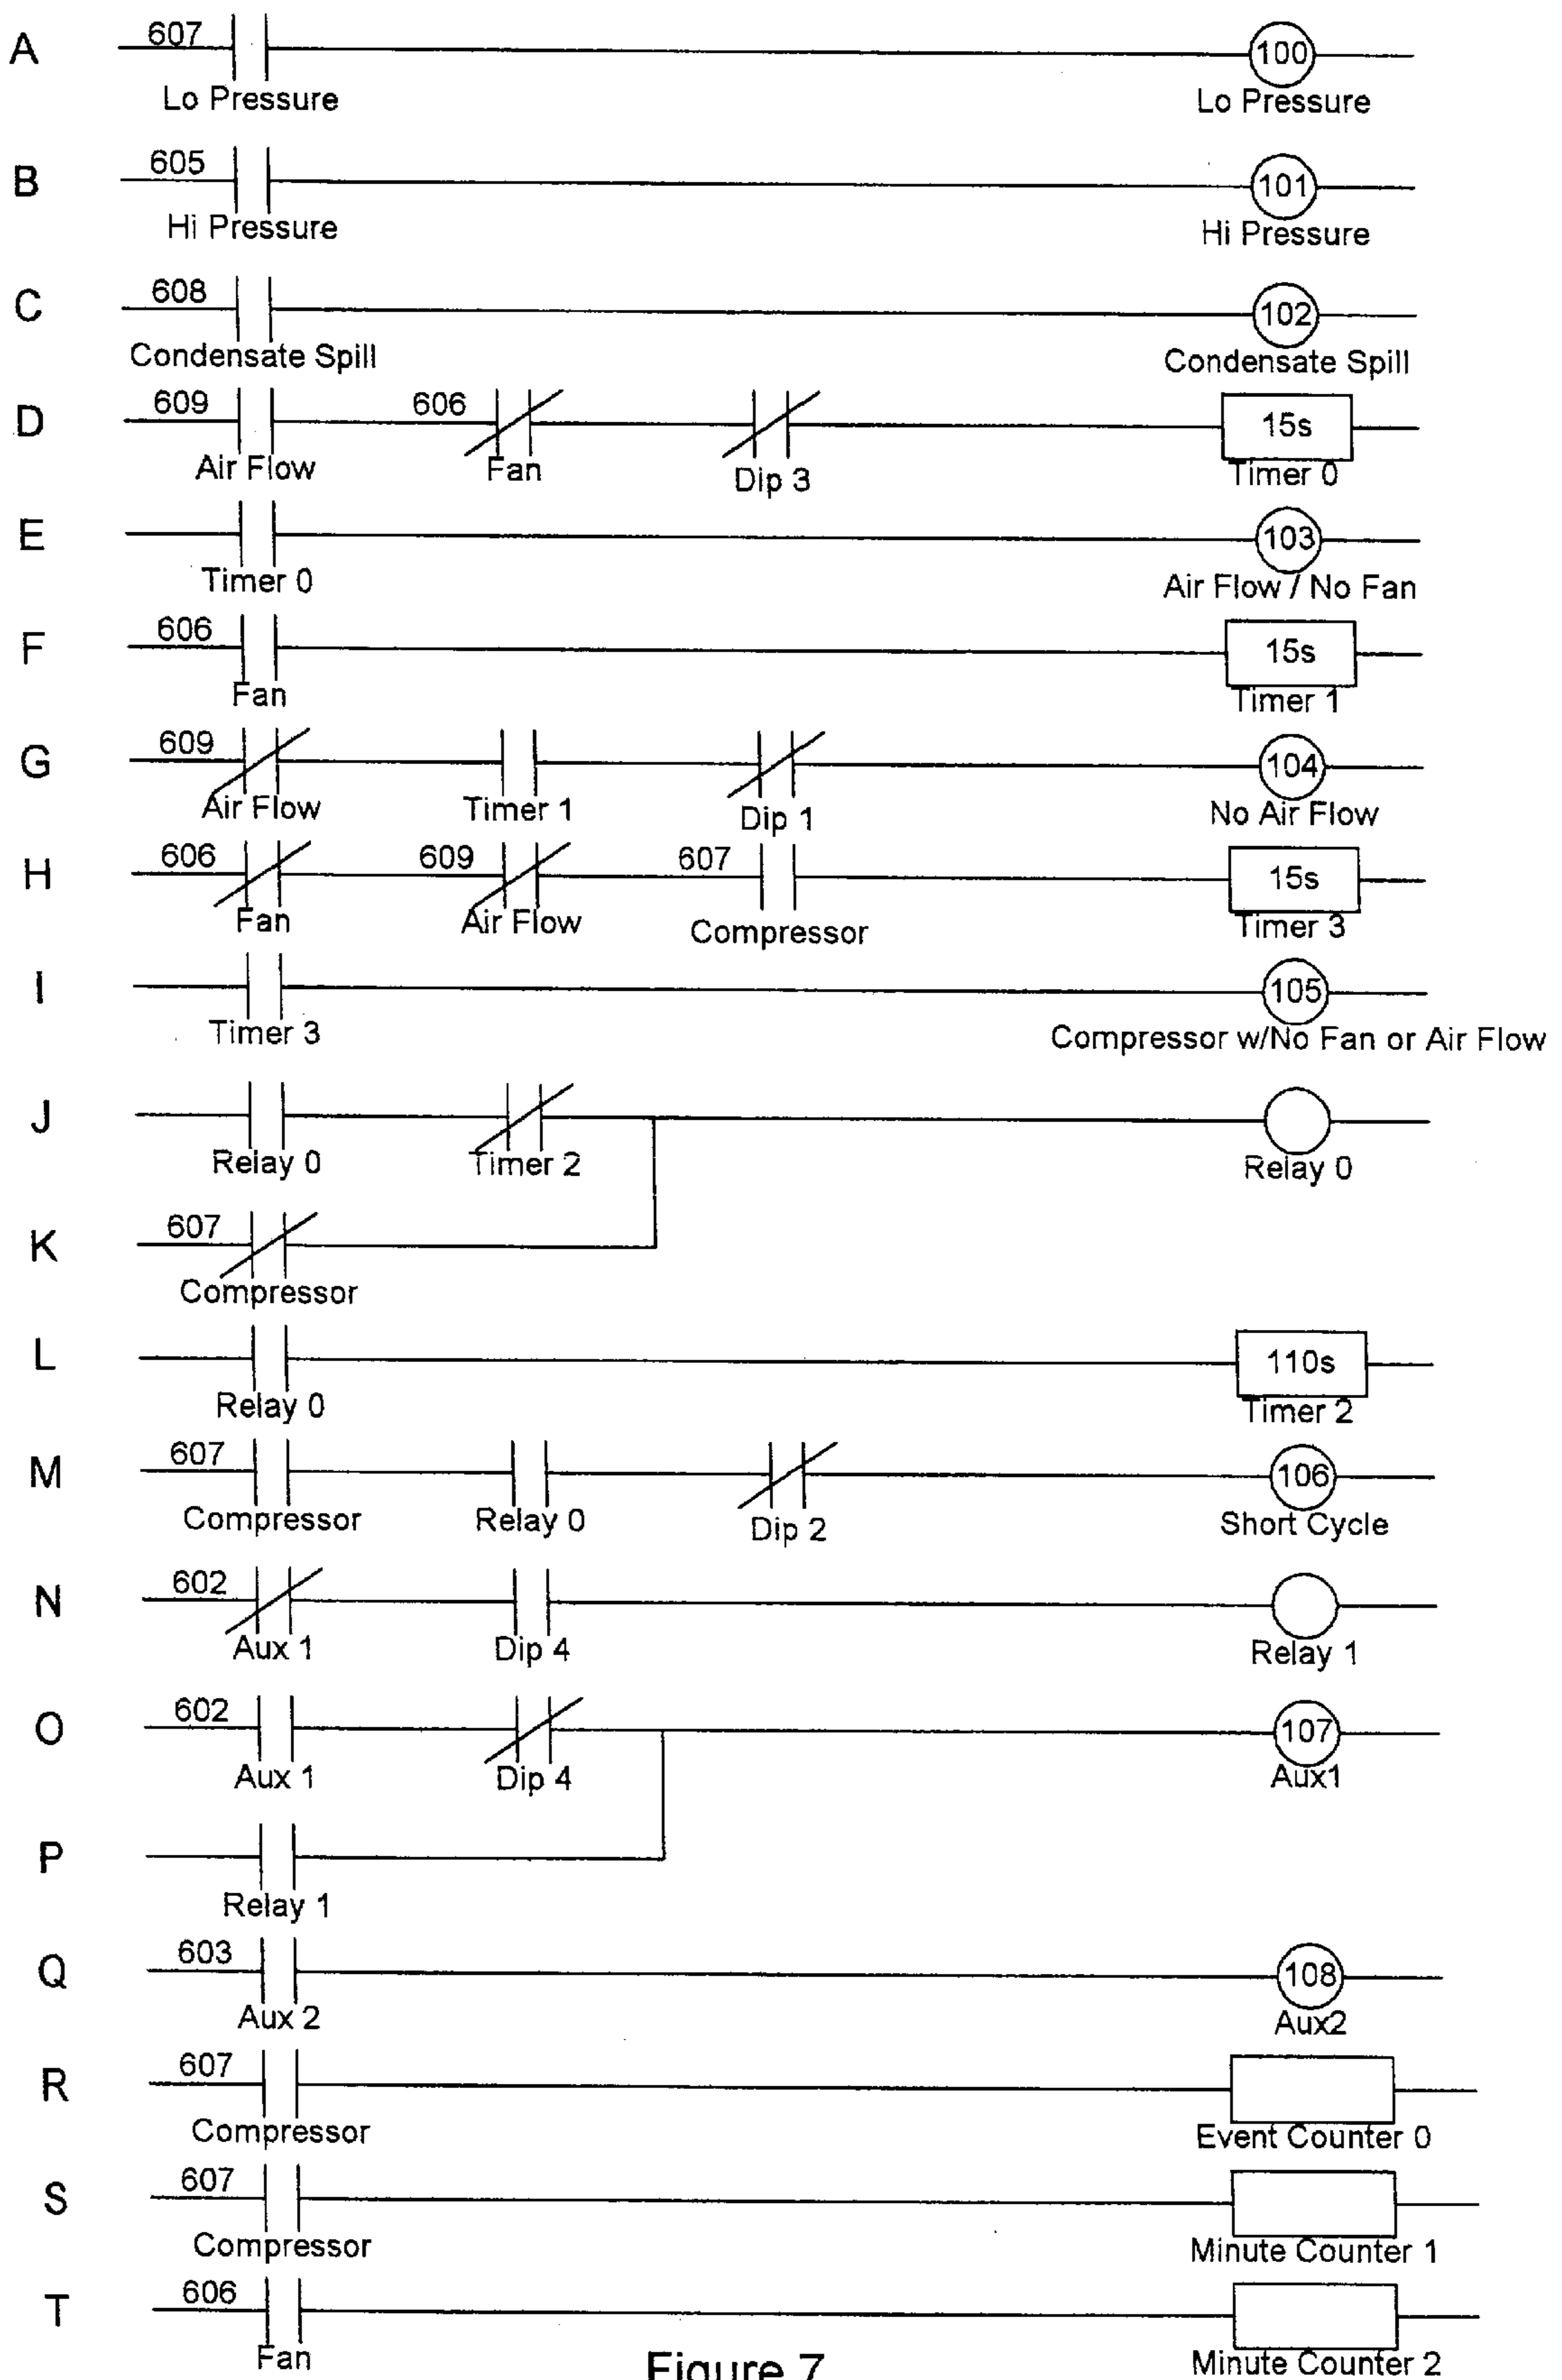 A 607 100
Lo Pressure Lo Pressure
B 605 101
Hi Pressure Hi Pressure
C 608 102
Condensate Spill Condensate Spill
D 609 606 15s
Air Flow Fan Dip 3 Timer 0
E 103
Timer 0 Air Flow / No Fan
F 606 15s
Fan Timer 1
G 609 104
Air Flow Timer 1 Dip 1 No Air Flow
H 606 609 607 15s
Fan Air Flow Compressor Timer 3
I 105
Timer 3 Compressor w/No Fan or Air Flow
J
Relay 0 Timer 2 Relay 0
K 607
Compressor
L 110s
Relay 0 Timer 2
M 607 106
Compressor Relay 0 Dip 2 Short Cycle
N 602
Aux 1 Dip 4 Relay 1
O 602 107
Aux 1 Dip 4 Aux1
P
Relay 1
Q 603 108
Aux 2 Aux2
R 607
Compressor Event Counter 0
S 607
Compressor Minute Counter 1
T 606
Fan Minute Counter 2
Figure 7